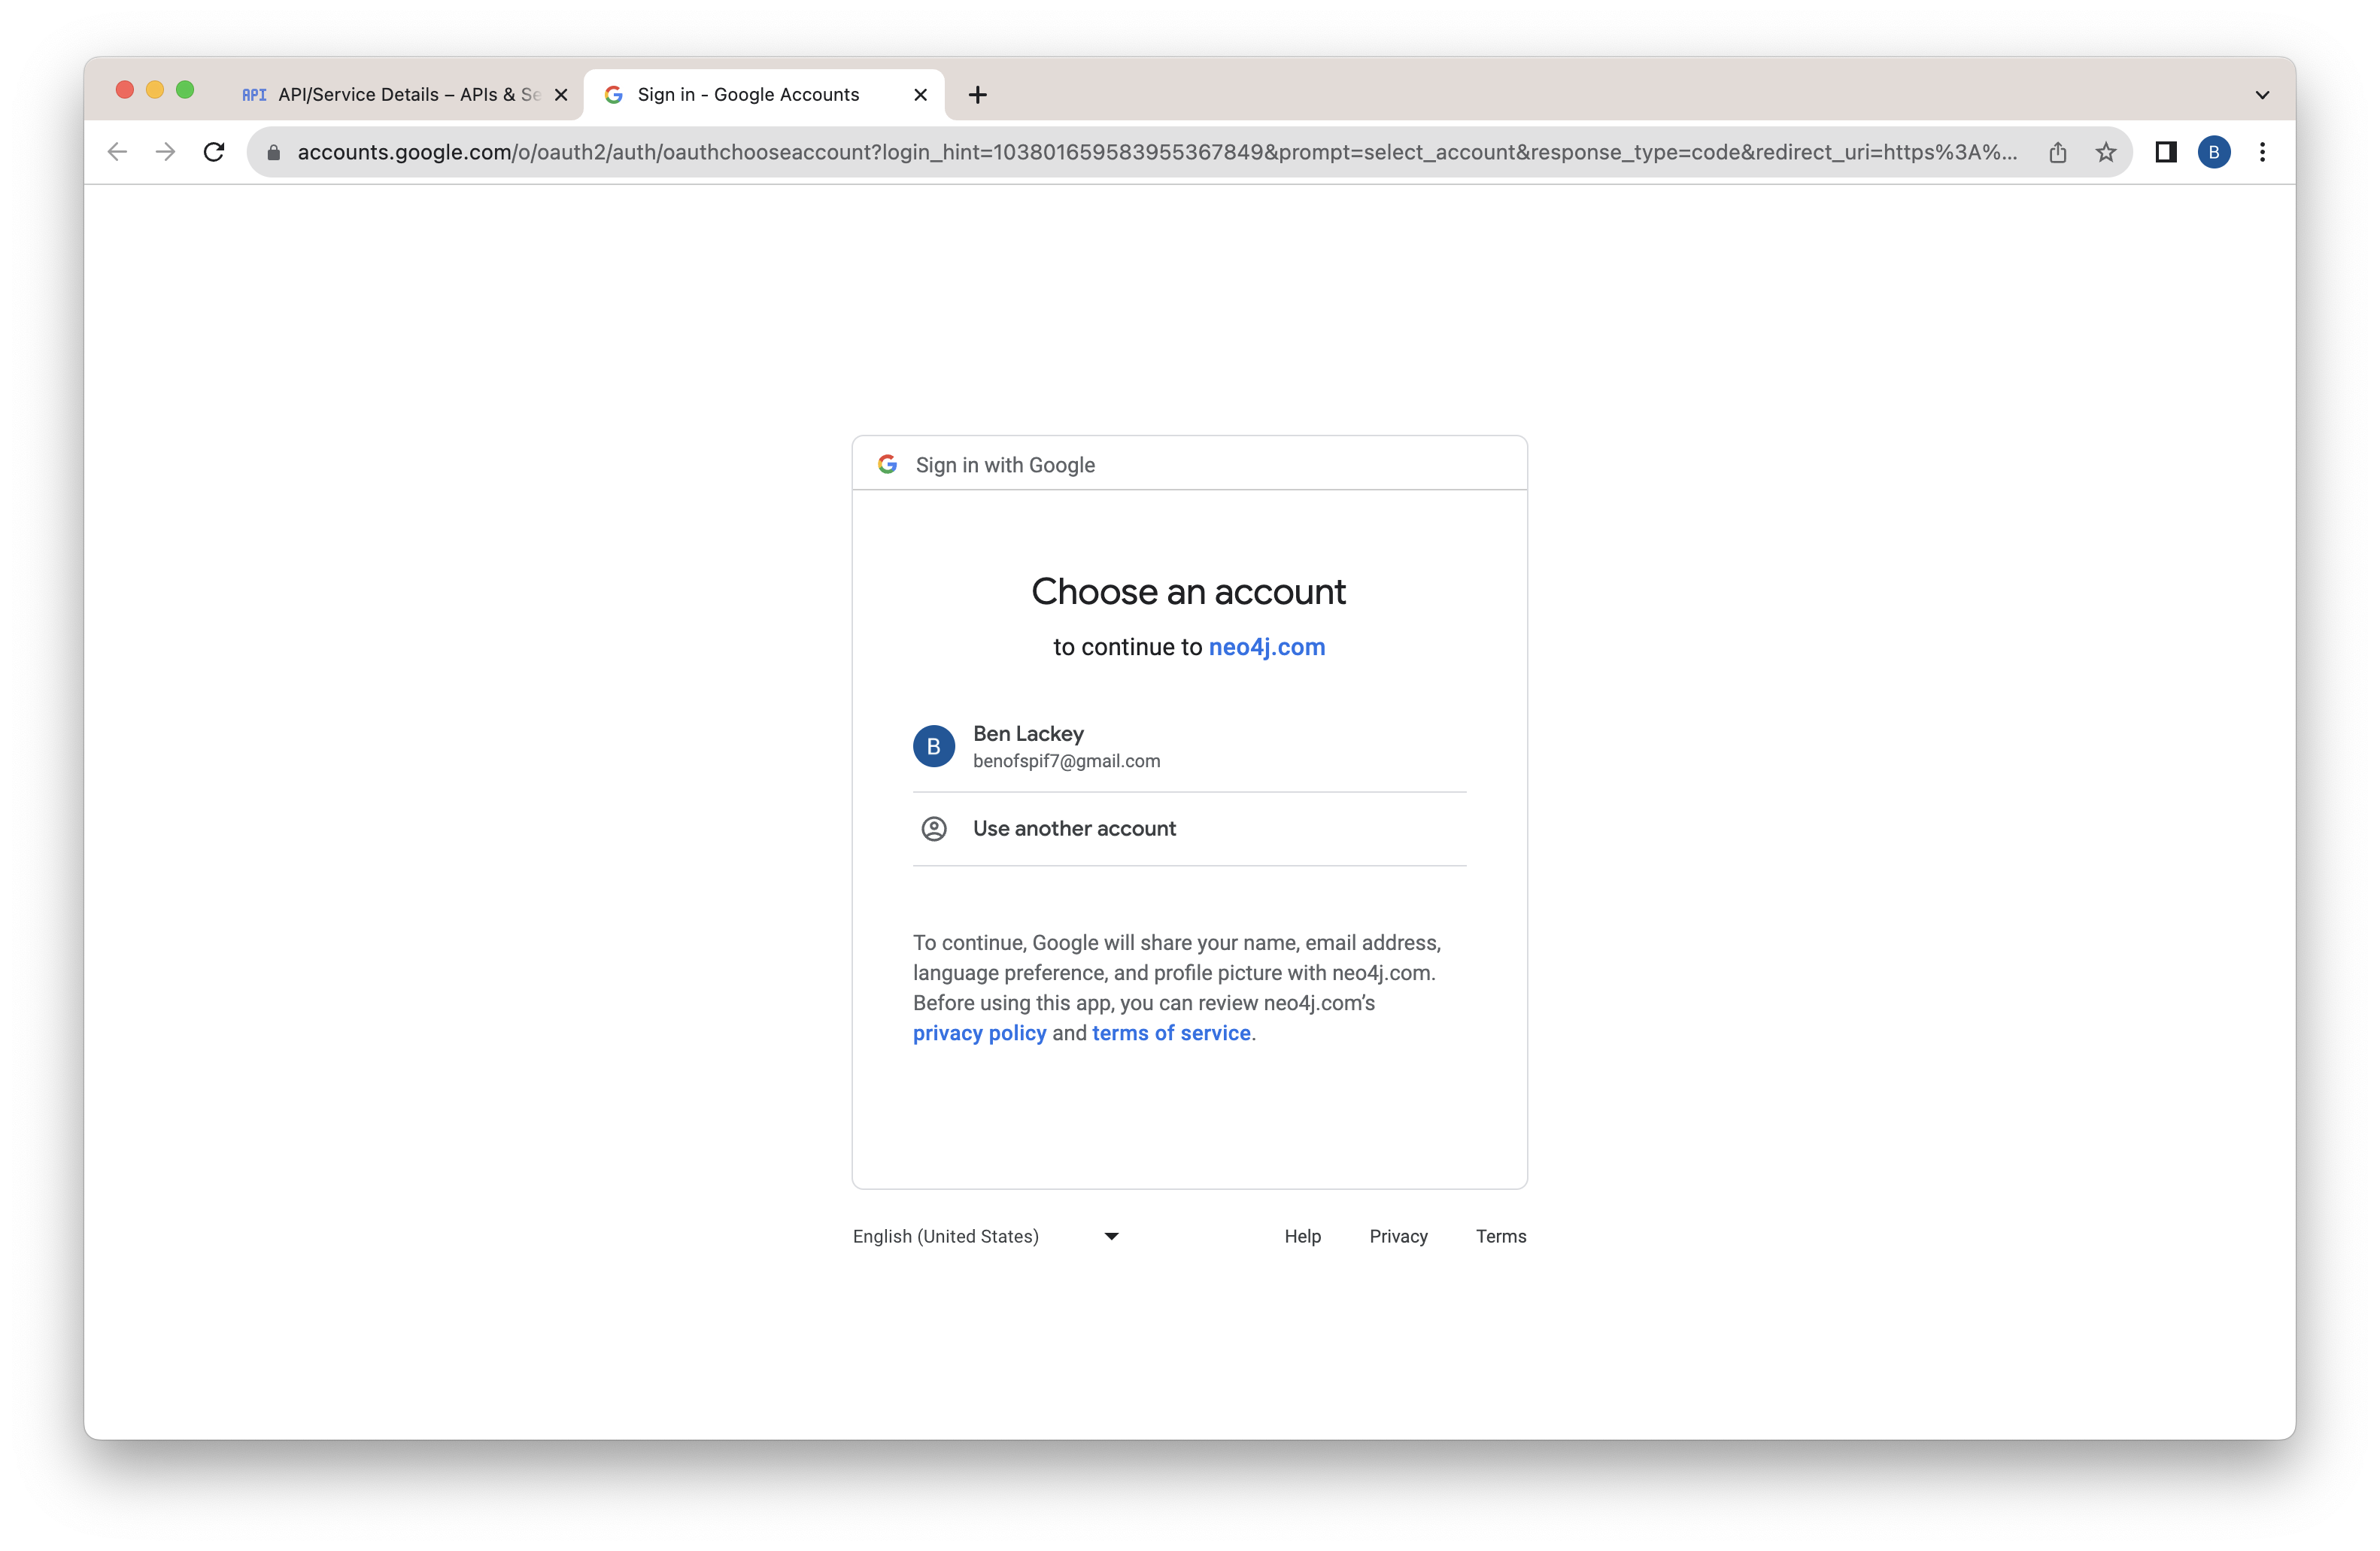 API API/Service Details – APIs & Se
Sign in - Google Accounts
accounts.google.com/o/oauth2/auth/oauthchooseaccount?login_hint=103801659583955367849&prompt=select_account&response_type=code&redirect_uri=https%3A%...
B
Sign in with Google
Choose an account
to continue to neo4j.com
B
Ben Lackey
benofspif7@gmail.com
Use another account
To continue, Google will share your name, email address,
language preference, and profile picture with neo4j.com.
Before using this app, you can review neo4j.com’s
privacy policy and terms of service.
English (United States)
Help Privacy Terms